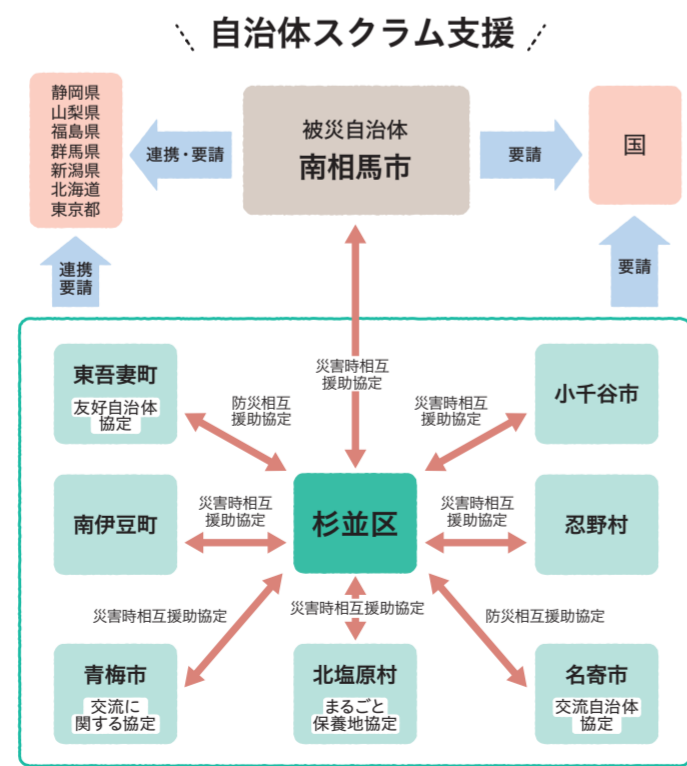 自治体スクラム支援
静岡県
山梨県
福島県
群馬県
新潟県
北海道
東京都
連携・要請
被災自治体
南相馬市
要請
国
連携
要請
要請
災害時相互
援助協定
東吾妻町
友好自治体
協定
防災相互
援助協定
災害時相互
援助協定
小千谷市
南伊豆町
災害時相互
援助協定
杉並区
災害時相互
援助協定
忍野村
災害時相互援助協定
災害時相互援助協定
防災相互援助協定
青梅市
交流に
関する協定
北塩原村
まるごと
保養地協定
名寄市
交流自治体
協定